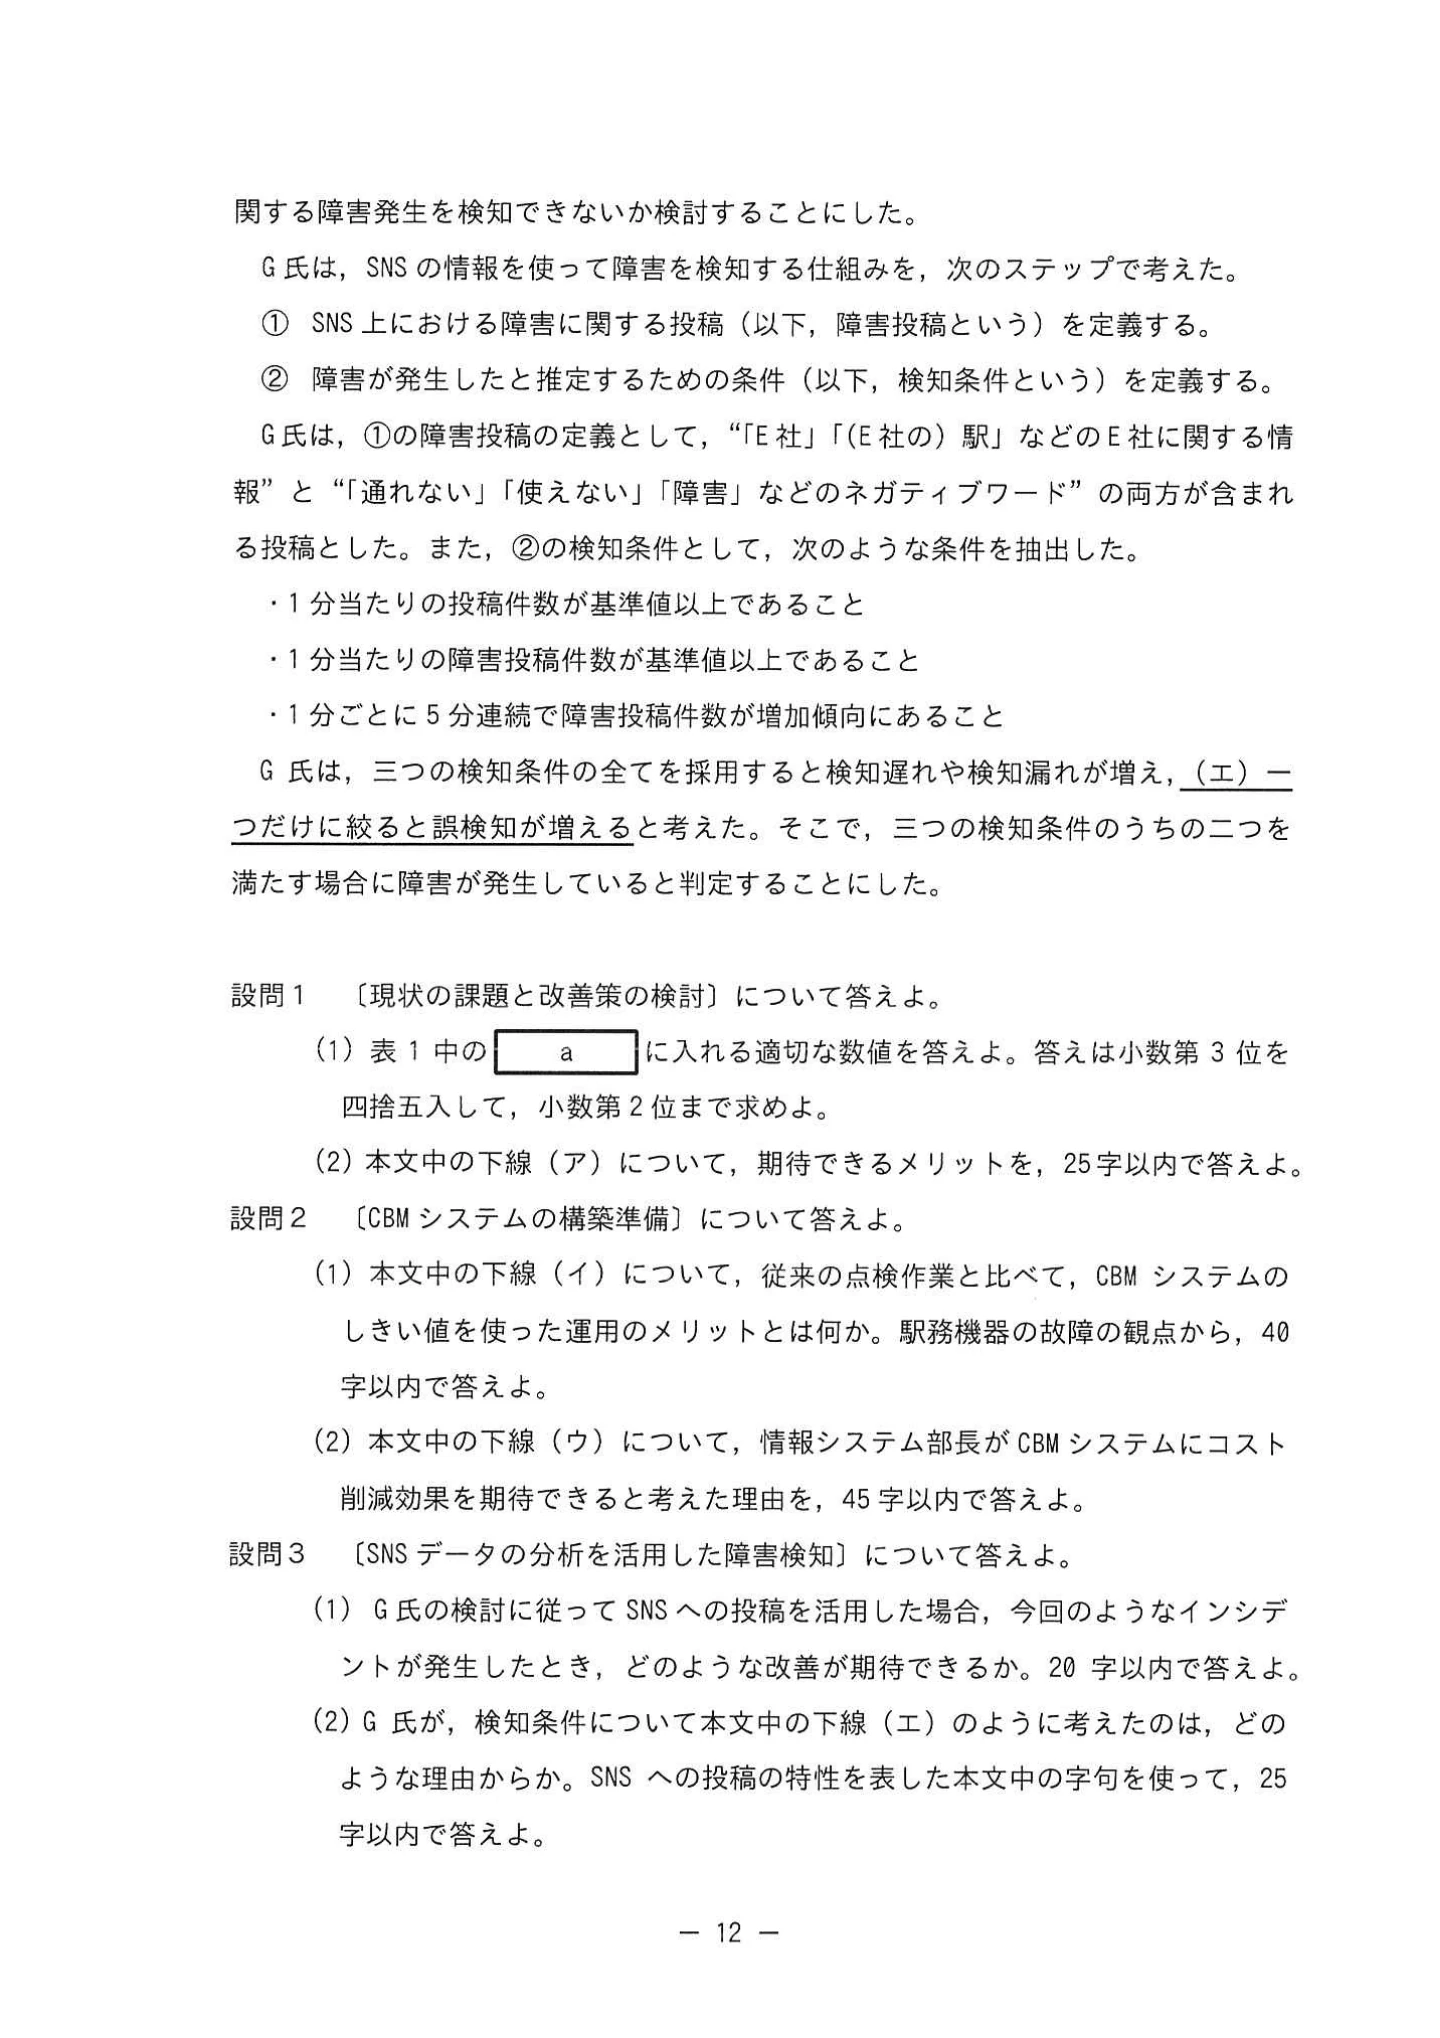 関する障害発生を検知できないか検討することにした。
G氏は，SNSの情報を使って障害を検知する仕組みを，次のステップで考えた。
① SNS上における障害に関する投稿（以下，障害投稿という）を定義する。
② 障害が発生したと推定するための条件（以下，検知条件という）を定義する。
G氏は，①の障害投稿の定義として，“「E社」「（E社の）駅」などのE社に関する情
報”と“「通れない」「使えない」「障害」などのネガティブワード”の両方が含まれ
る投稿とした。また，②の検知条件として，次のような条件を抽出した。
・1分当たりの投稿件数が基準値以上であること
・1分当たりの障害投稿件数が基準値以上であること
・1分ごとに5分連続で障害投稿件数が増加傾向にあること
G氏は，三つの検知条件の全てを採用すると検知遅れや検知漏れが増え，（エ）一
つだけに絞ると誤検知が増えると考えた。そこで，三つの検知条件のうちの二つを
満たす場合に障害が発生していると判定することにした。
設問1 〔現状の課題と改善策の検討〕について答えよ。
(1) 表1中の a に入れる適切な数値を答えよ。答えは小数第3位を
四捨五入して，小数第2位まで求めよ。
(2) 本文中の下線（ア）について，期待できるメリットを，25字以内で答えよ。
設問2 〔CBMシステムの構築準備〕について答えよ。
(1) 本文中の下線（イ）について，従来の点検作業と比べて，CBMシステムの
しきい値を使った運用のメリットとは何か。駅務機器の故障の観点から，40
字以内で答えよ。
(2) 本文中の下線（ウ）について，情報システム部長がCBMシステムにコスト
削減効果を期待できると考えた理由を，45字以内で答えよ。
設問3 〔SNSデータの分析を活用した障害検知〕について答えよ。
(1) G氏の検討に従ってSNSへの投稿を活用した場合，今回のようなインシデ
ントが発生したとき，どのような改善が期待できるか。20字以内で答えよ。
(2) G氏が，検知条件について本文中の下線（エ）のように考えたのは，どの
ような理由からか。SNSへの投稿の特性を表した本文中の字句を使って，25
字以内で答えよ。
― 12 ―